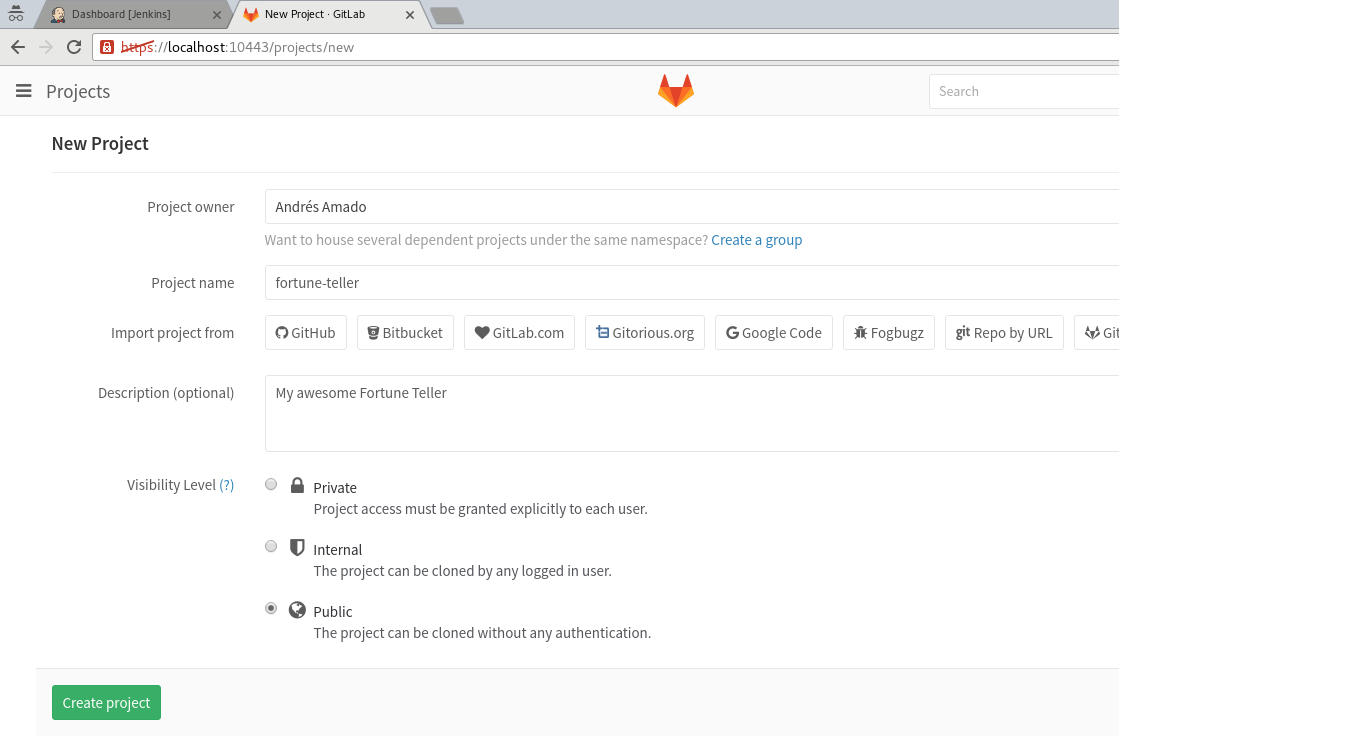 Dashboard [Jenkins] New Project · GitLab
https://localhost:10443/projects/new
Projects Search
New Project
Project owner Andrés Amado
Want to house several dependent projects under the same namespace? Create a group
Project name fortune-teller
Import project from GitHub Bitbucket GitLab.com Gitorious.org Google Code Fogbugz git Repo by URL Git
Description (optional) My awesome Fortune Teller
Visibility Level (?) Private
Project access must be granted explicitly to each user.
Internal
The project can be cloned by any logged in user.
Public
The project can be cloned without any authentication.
Create project